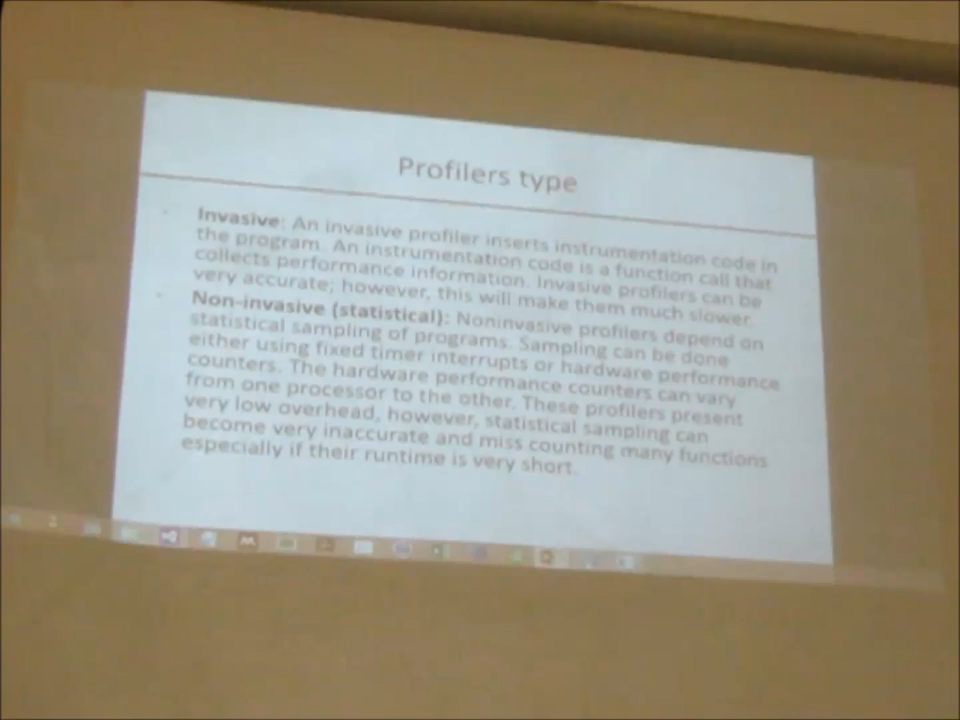 Profilers type
Invasive: An invasive profiler inserts instrumentation code in
the program. An instrumentation code is a function call that
collects performance information. Invasive profilers can be
very accurate; however, this will make them much slower.
Non-invasive (statistical): Noninvasive profilers depend on
statistical sampling of programs. Sampling can be done
either using fixed timer interrupts or hardware performance
counters. The hardware performance counters can vary
from one processor to the other. These profilers present
very low overhead, however, statistical sampling can
become very inaccurate and miss counting many functions
especially if their runtime is very short.